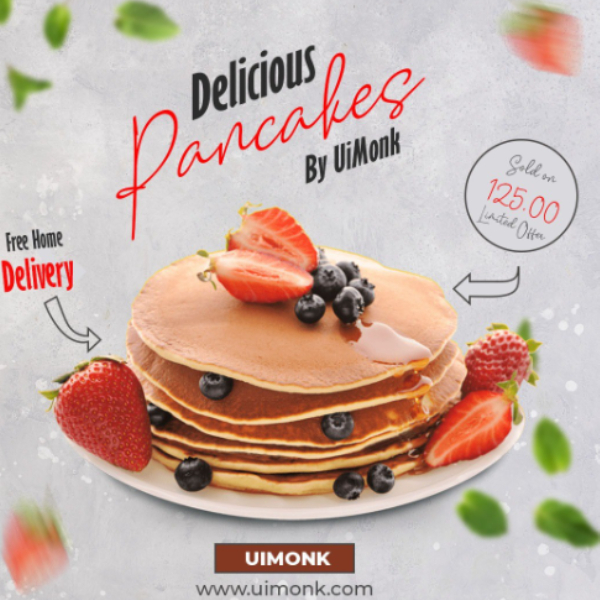 Delicious
Pancakes
By UiMonk
Sold on
125.00
Limited Offer
Free Home
Delivery
UIMONK
www.uimonk.com